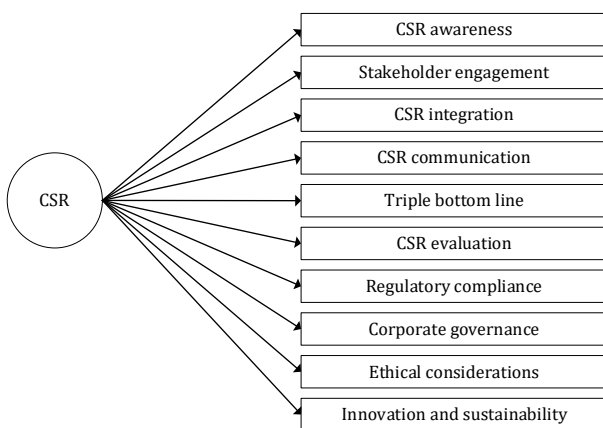 CSR awareness
Stakeholder engagement
CSR integration
CSR communication
CSR
Triple bottom line
CSR evaluation
Regulatory compliance
Corporate governance
Ethical considerations
Innovation and sustainability